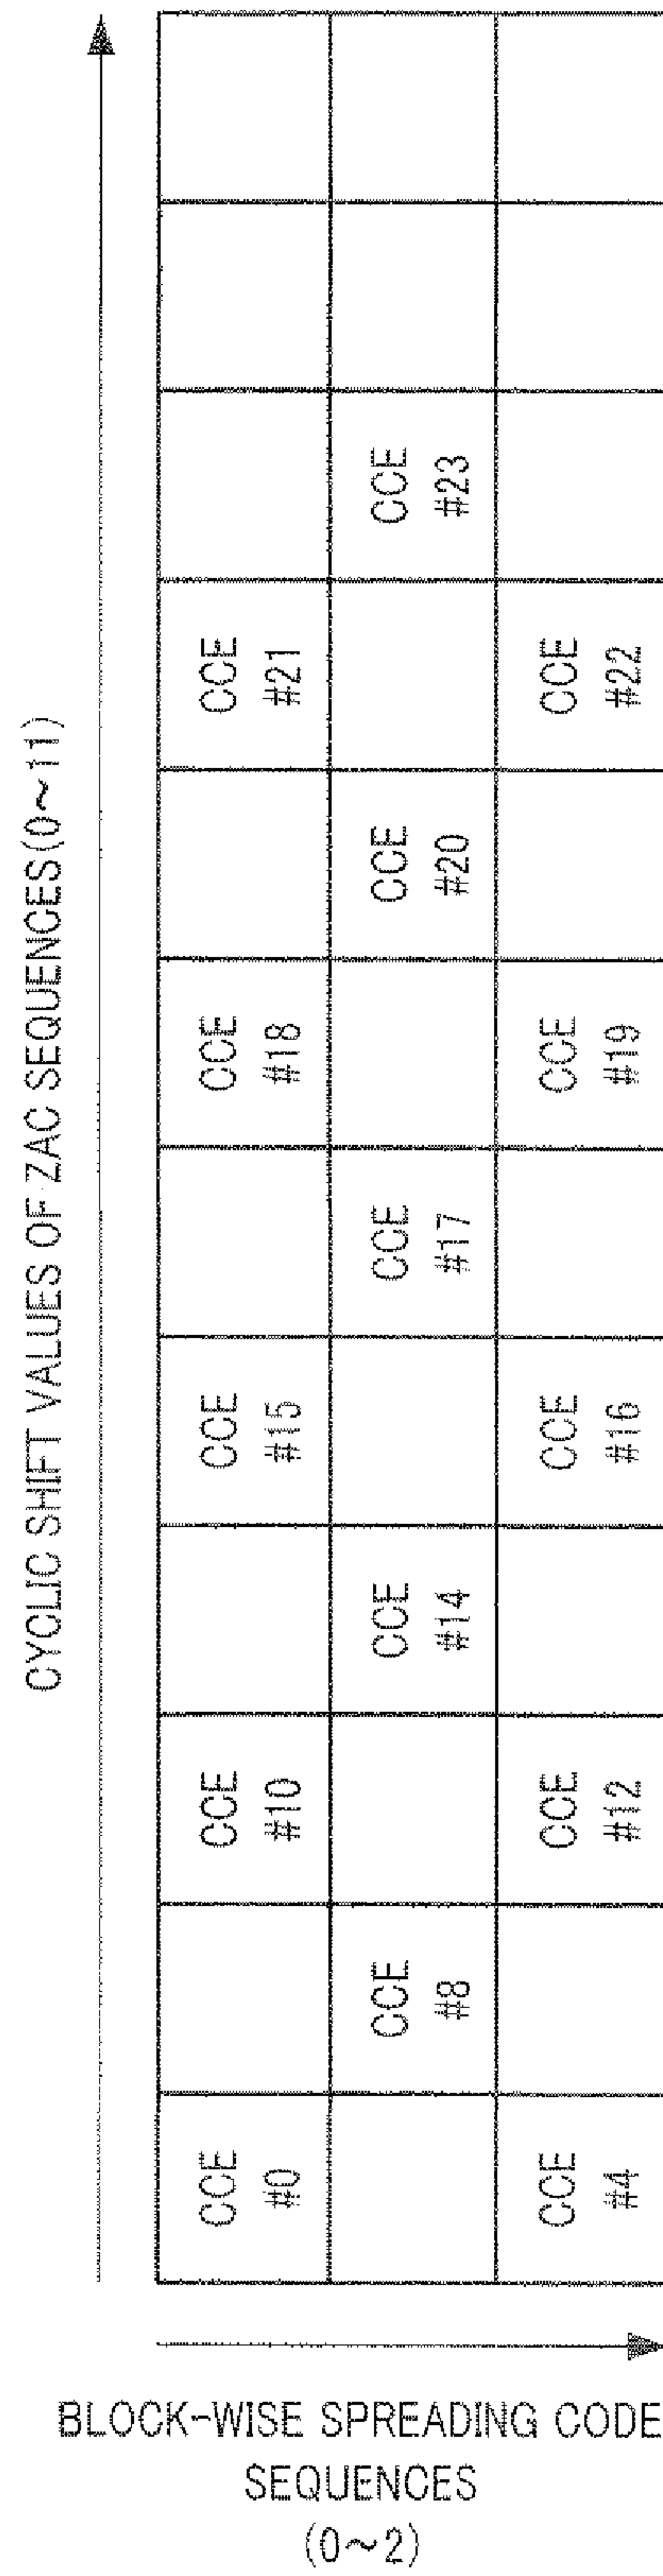 CYCLIC SHIFT VALUES OF ZAC SEQUENCES(0~11)
CCE
#23
CCE
#21
CCE
#22
CCE
#20
CCE
#18
CCE
#19
CCE
#17
CCE
#15
CCE
#16
CCE
#14
CCE
#10
CCE
#12
CCE
#8
CCE
#0
CCE
#4
BLOCK-WISE SPREADING CODE
SEQUENCES
(0~2)